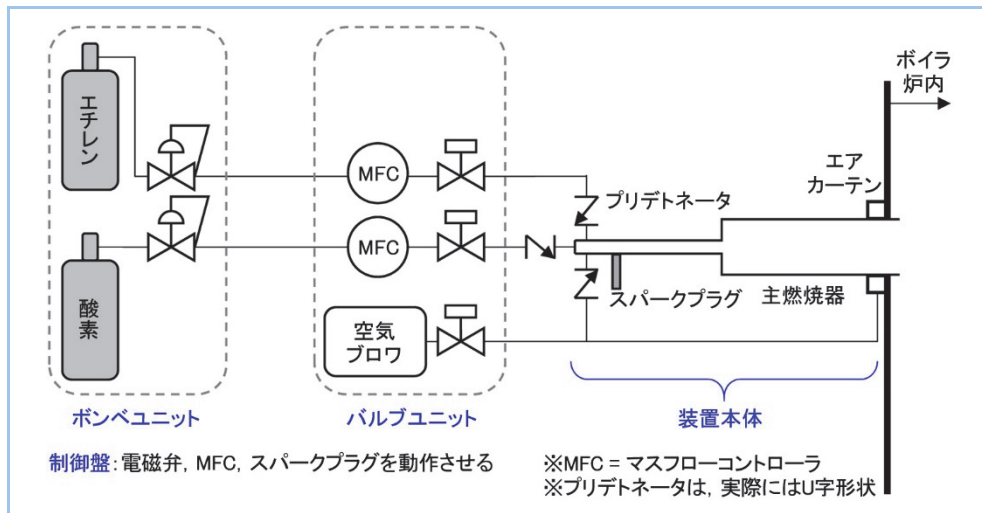 ボイラ
炉内
エチレン
エア
カーテン
MFC
プリデトネータ
MFC
酸素
スパークプラグ
主燃焼器
空気
ブロワ
ボンベユニット
バルブユニット
装置本体
制御盤:電磁弁, MFC, スパークプラグを動作させる
※MFC = マスフローコントローラ
※プリデトネータは, 実際にはU字形状